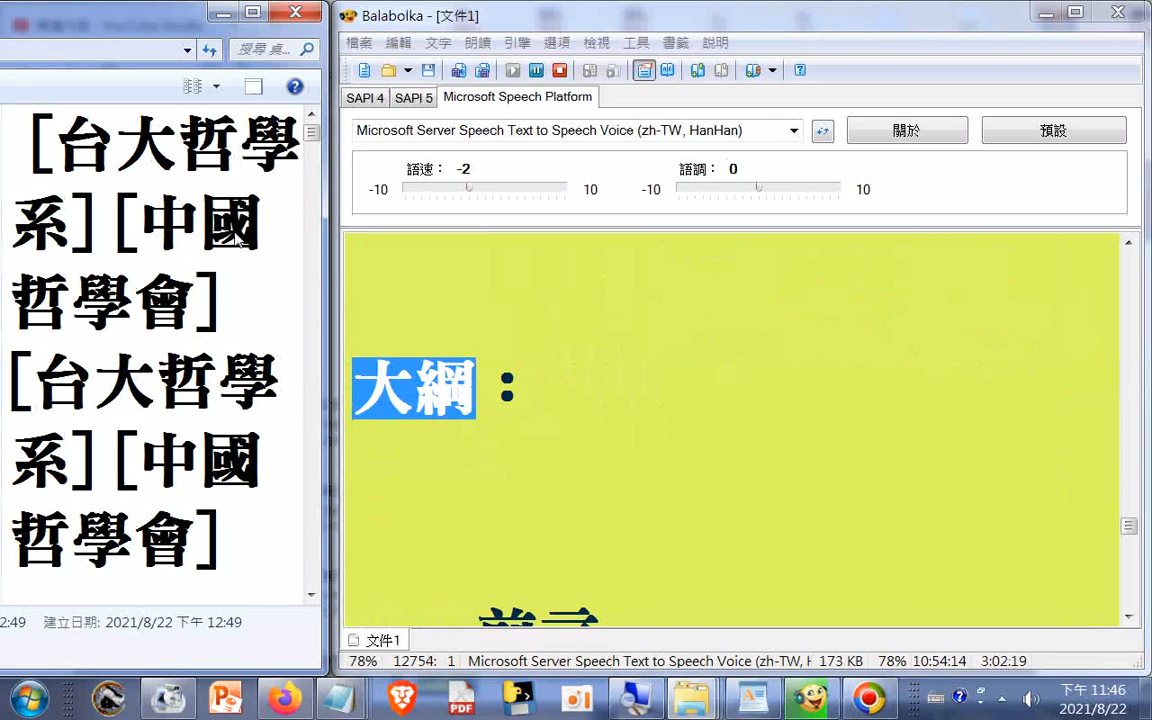 搜尋 桌...
[台大哲學
系][中國
哲學會]
[台大哲學
系][中國
哲學會]
2:49 建立日期: 2021/8/22 下午 12:49
Balabolka - [文件1]
檔案 編輯 文字 朗讀 引擎 選項 檢視 工具 書籤 說明
SAPI 4 SAPI 5 Microsoft Speech Platform
Microsoft Server Speech Text to Speech Voice (zh-TW, HanHan) 關於 預設
語速： -2 語調： 0
-10 10 -10 10
大綱：
文件1
78% 12754: 1 Microsoft Server Speech Text to Speech Voice (zh-TW, H 173 KB 78% 10:54:14 3:02:19
PDF
下午 11:46
2021/8/22